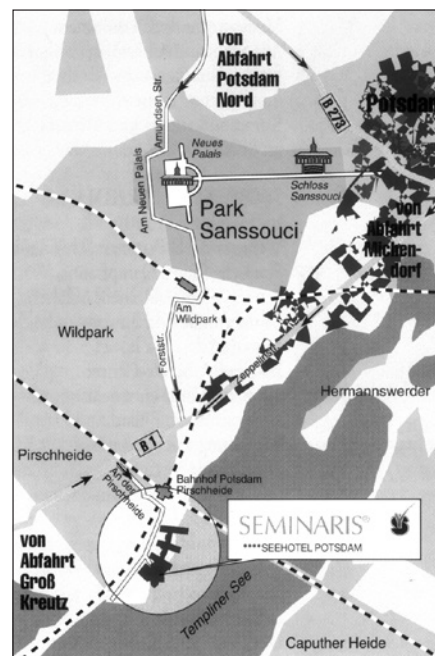 von
Abfahrt
Potsdam
Nord
Amundsen Str.
B 273
Potsdam
Neues
Palais
Schloss
Sanssouci
Am Neuen Palais
Park
Sanssouci
von
Abfahrt
Michendorf
Am
Wildpark
Wildpark
Forststr.
Zeppelinstr.
Hermannswerder
B 1
Pirschheide
An der
Pirschheide
Bahnhof Potsdam
Pirschheide
SEMINARIS®
****SEEHOTEL POTSDAM
von
Abfahrt
Groß
Kreutz
Templiner See
Caputher Heide